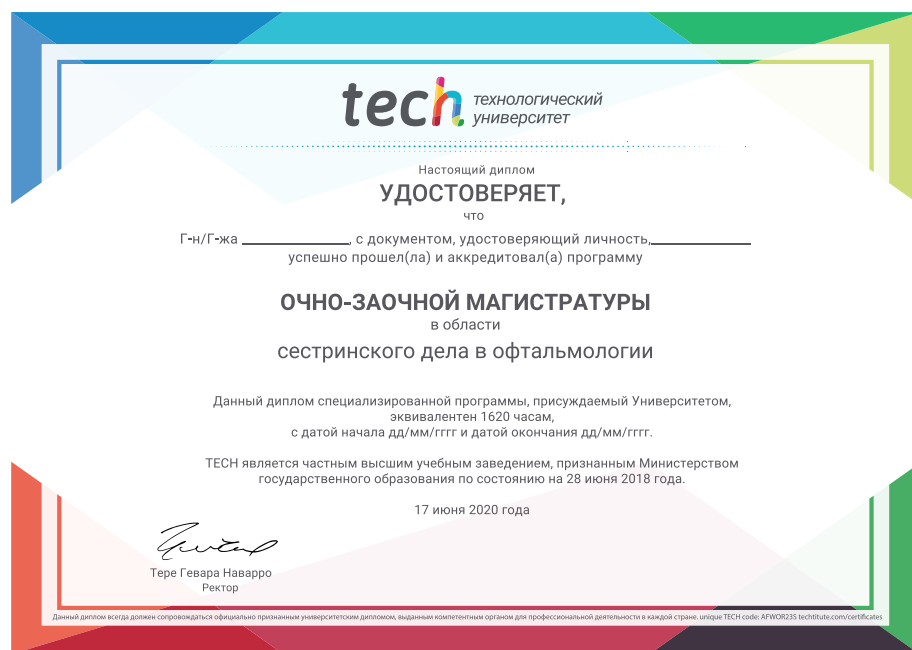 tech технологический
университет
Настоящий диплом
УДОСТОВЕРЯЕТ,
что
Г-н/Г-жа ______________, с документом, удостоверяющий личность,______________
успешно прошел(ла) и аккредитовал(а) программу
ОЧНО-ЗАОЧНОЙ МАГИСТРАТУРЫ
в области
сестринского дела в офтальмологии
Данный диплом специализированной программы, присуждаемый Университетом,
эквивалентен 1620 часам,
с датой начала дд/мм/гггг и датой окончания дд/мм/гггг.
TECH является частным высшим учебным заведением, признанным Министерством
государственного образования по состоянию на 28 июня 2018 года.
17 июня 2020 года
Тере Гевара Наварро
Ректор
Данный диплом всегда должен сопровождаться официально признанным университетским дипломом, выданным компетентным органом для профессиональной деятельности в каждой стране. unique TECH code: AFWOR23S techtitute.com/certificates